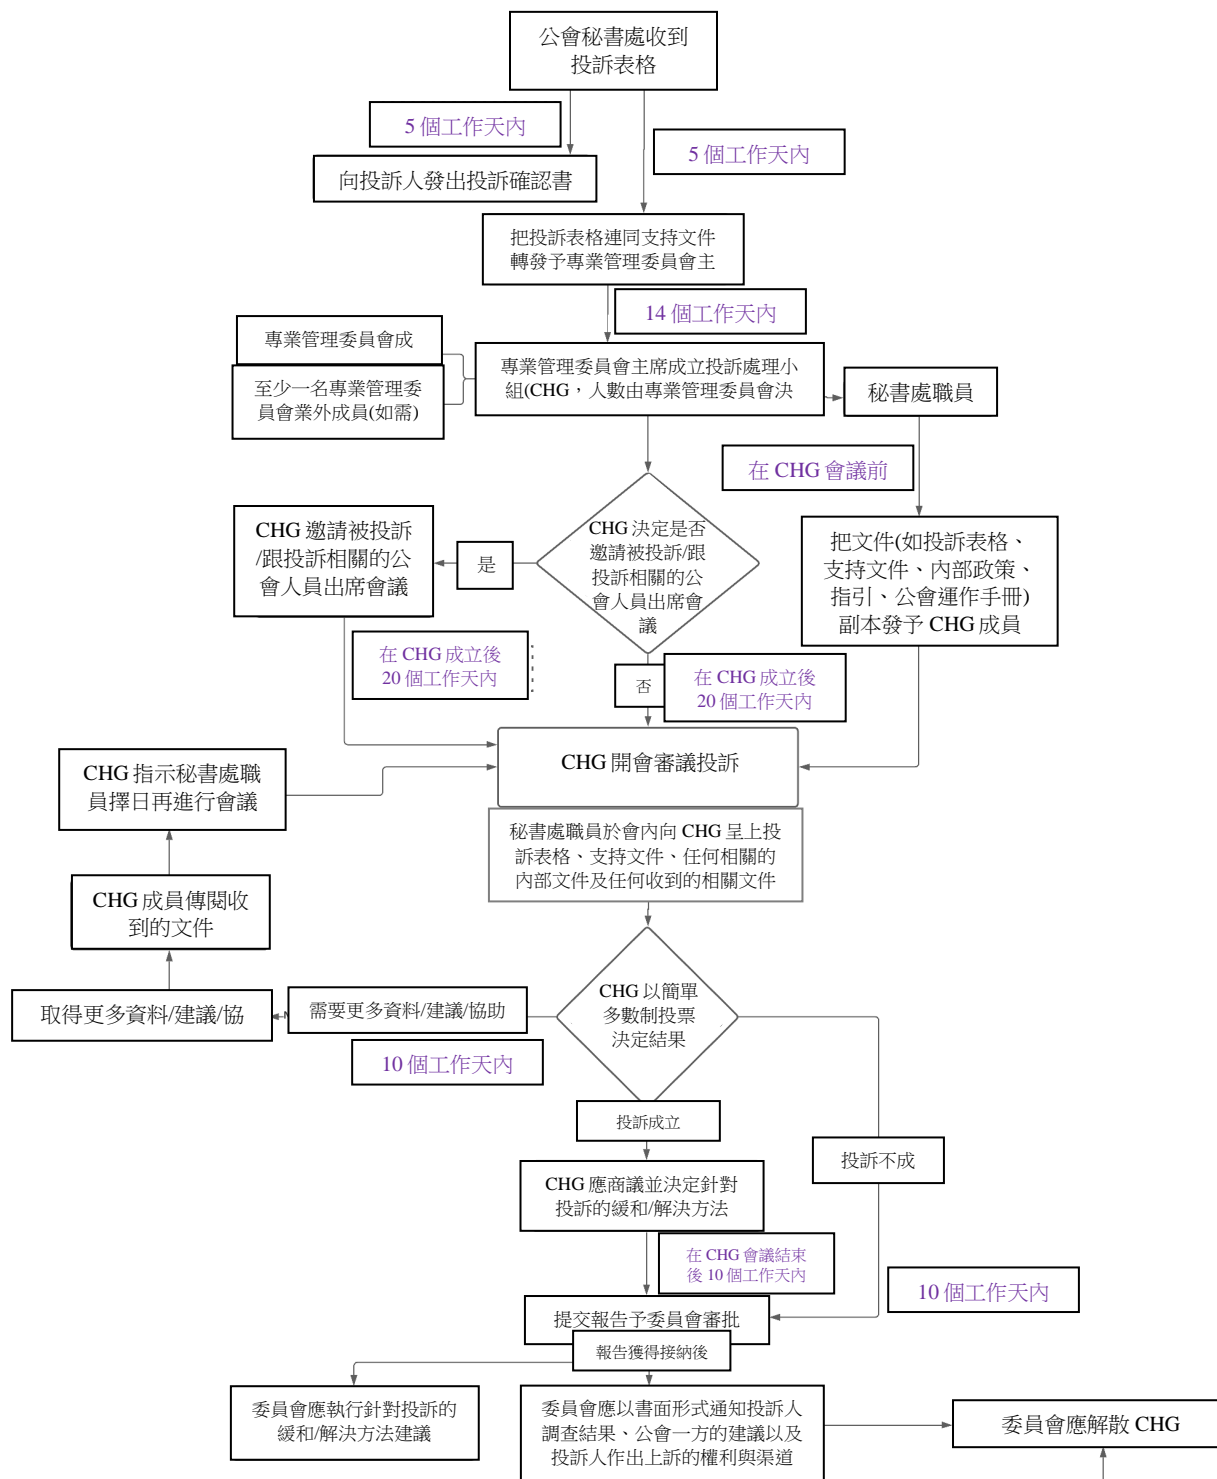 公會秘書處收到
投訴表格
5 個工作天內
5 個工作天內
向投訴人發出投訴確認書
把投訴表格連同支持文件
轉發予專業管理委員會主
14 個工作天內
專業管理委員會成
至少一名專業管理委
員會業外成員(如需)
專業管理委員會主席成立投訴處理小
組(CHG，人數由專業管理委員會決
秘書處職員
在 CHG 會議前
CHG 邀請被投訴
/跟投訴相關的公
會人員出席會議
是
CHG 決定是否
邀請被投訴/跟
投訴相關的公
會人員出席會
議
把文件(如投訴表格、
支持文件、內部政策、
指引、公會運作手冊)
副本發予 CHG 成員
在 CHG 成立後
20 個工作天內
否
在 CHG 成立後
20 個工作天內
CHG 開會審議投訴
CHG 指示秘書處職
員擇日再進行會議
秘書處職員於會內向 CHG 呈上投
訴表格、支持文件、任何相關的
內部文件及任何收到的相關文件
CHG 成員傳閱收
到的文件
取得更多資料/建議/協
需要更多資料/建議/協助
CHG 以簡單
多數制投票
決定結果
10 個工作天內
投訴成立
投訴不成
CHG 應商議並決定針對
投訴的緩和/解決方法
在 CHG 會議結束
後 10 個工作天內
10 個工作天內
提交報告予委員會審批
報告獲得接納後
委員會應執行針對投訴的
緩和/解決方法建議
委員會應以書面形式通知投訴人
調查結果、公會一方的建議以及
投訴人作出上訴的權利與渠道
委員會應解散 CHG